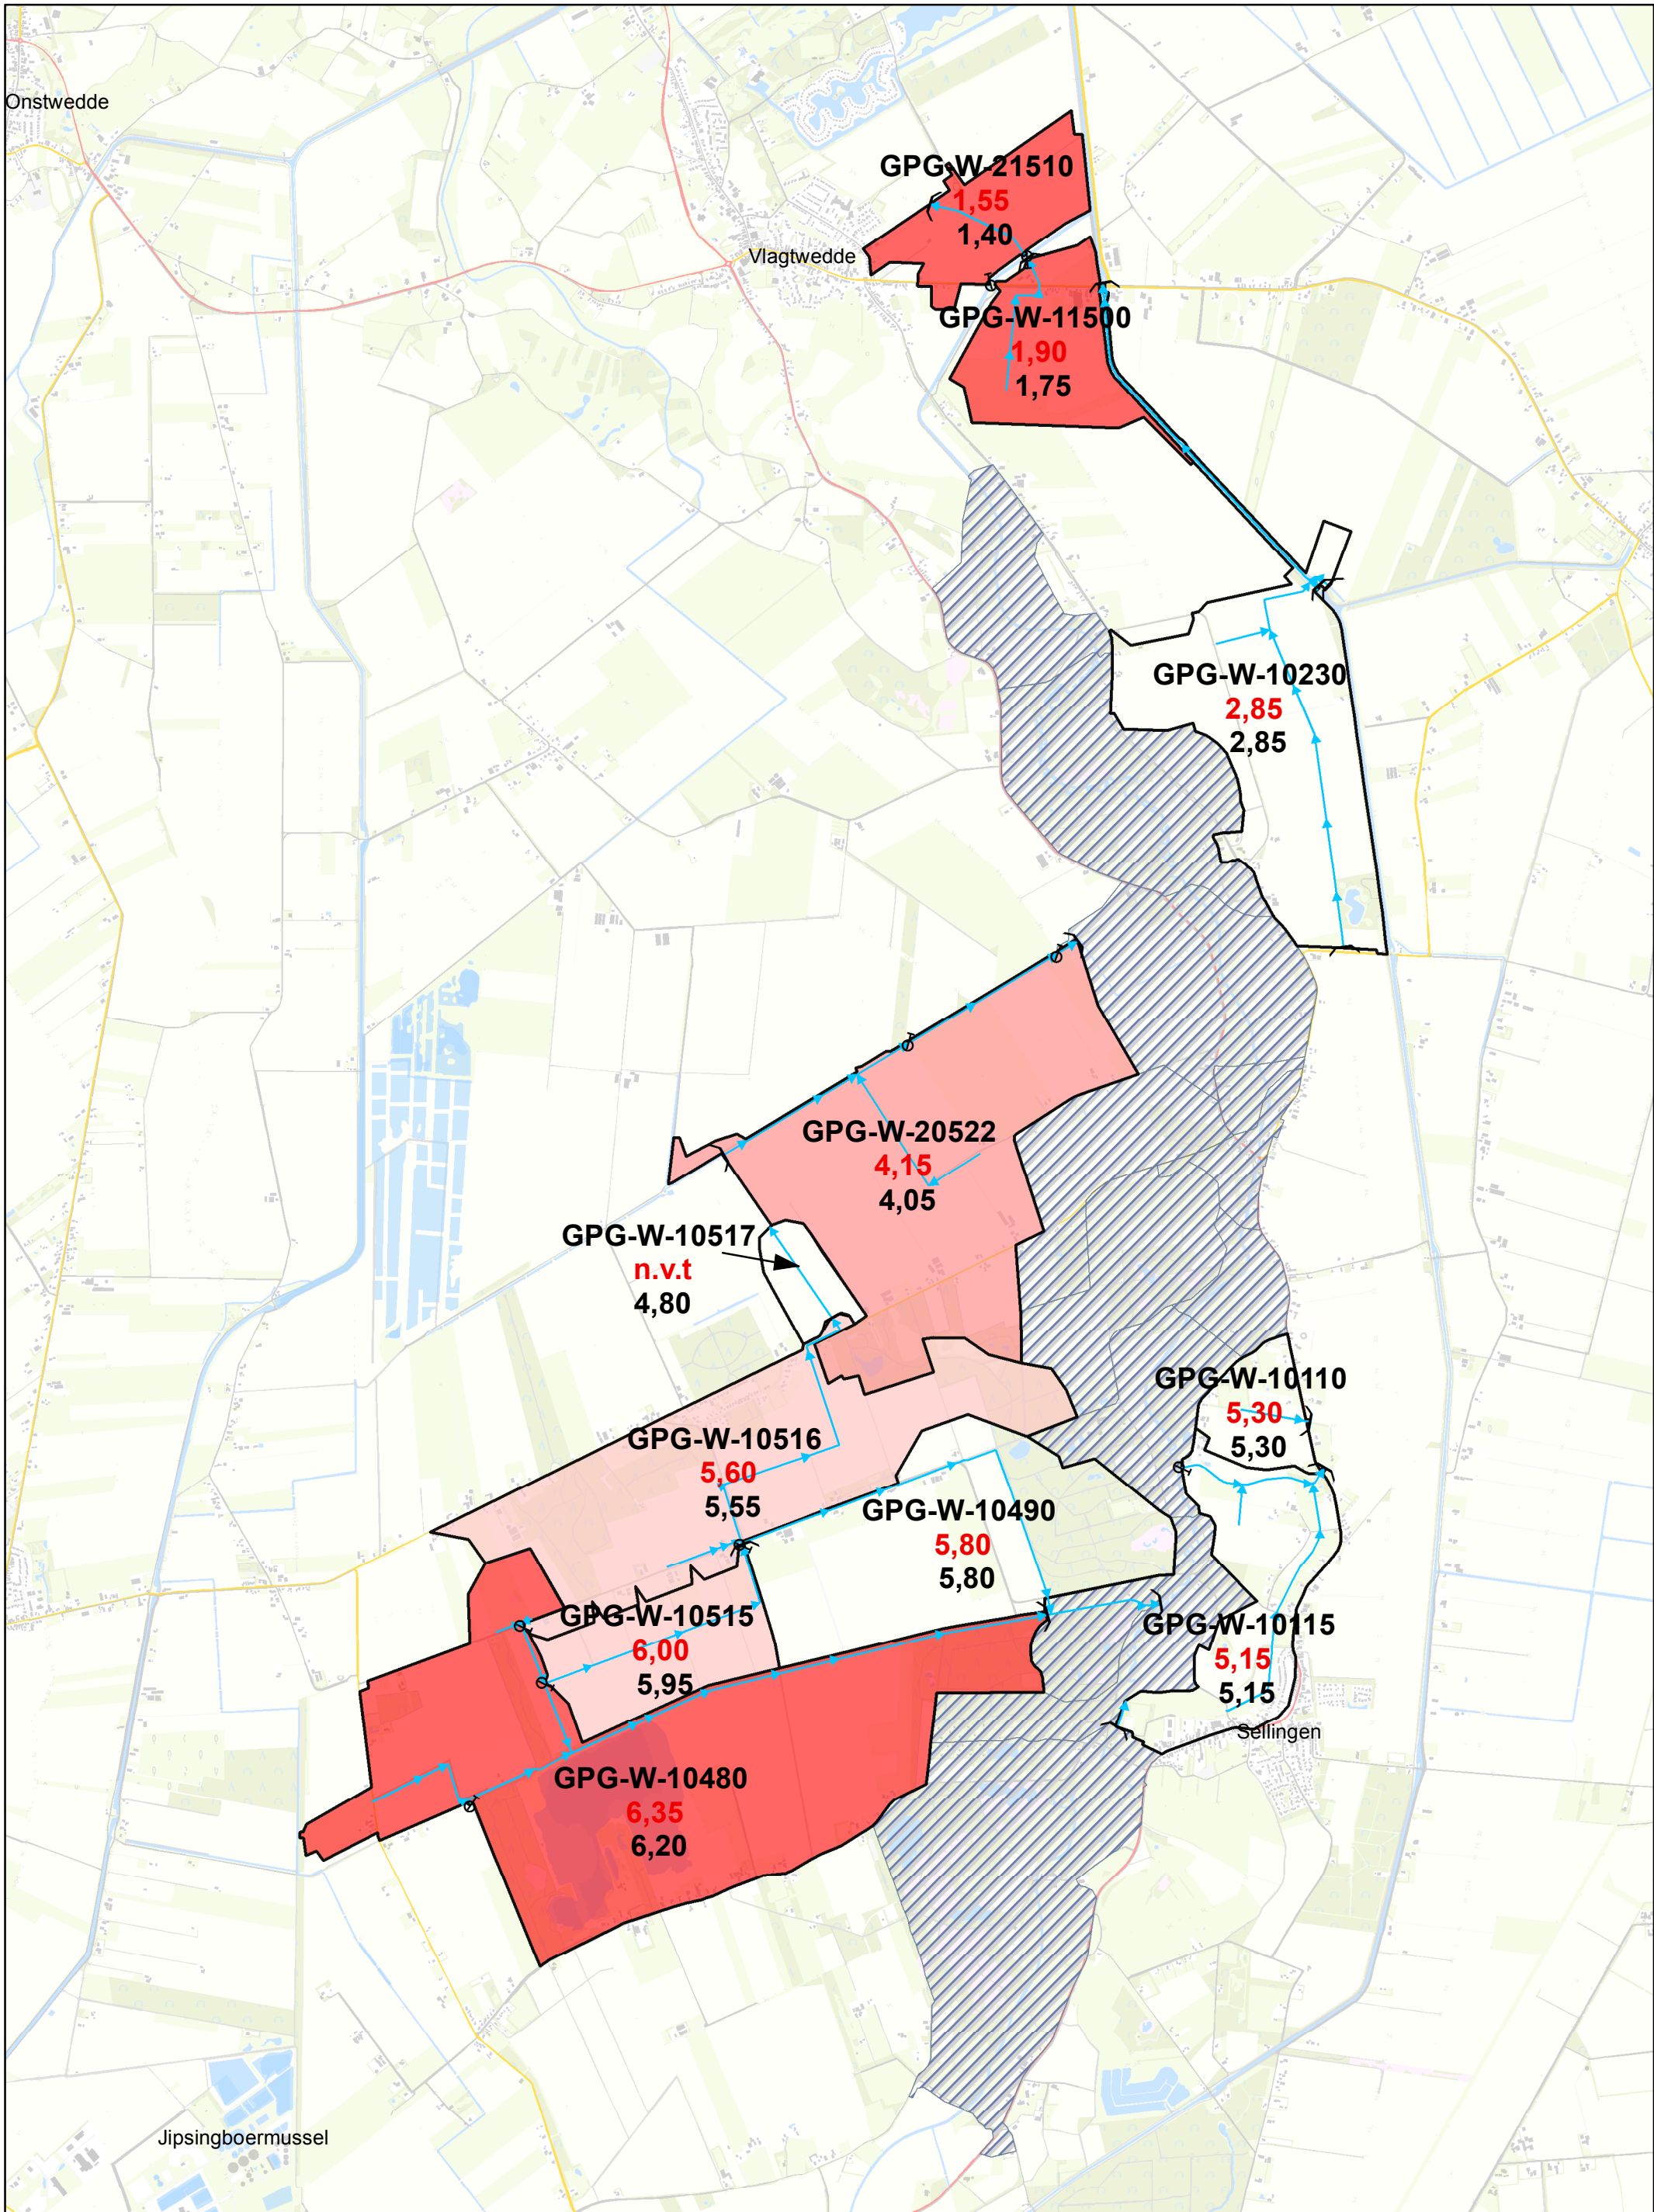 Onstwedde
GPG-W-21510
1,55
1,40
Vlagtwedde
GPG-W-11500
1,90
1,75
GPG-W-10230
2,85
2,85
GPG-W-20522
4,15
4,05
GPG-W-10517
n.v.t
4,80
GPG-W-10110
5,30
5,30
GPG-W-10516
5,60
5,55
GPG-W-10490
5,80
5,80
GPG-W-10515
6,00
5,95
GPG-W-10115
5,15
5,15
Sellingen
GPG-W-10480
6,35
6,20
Jipsingboermussel